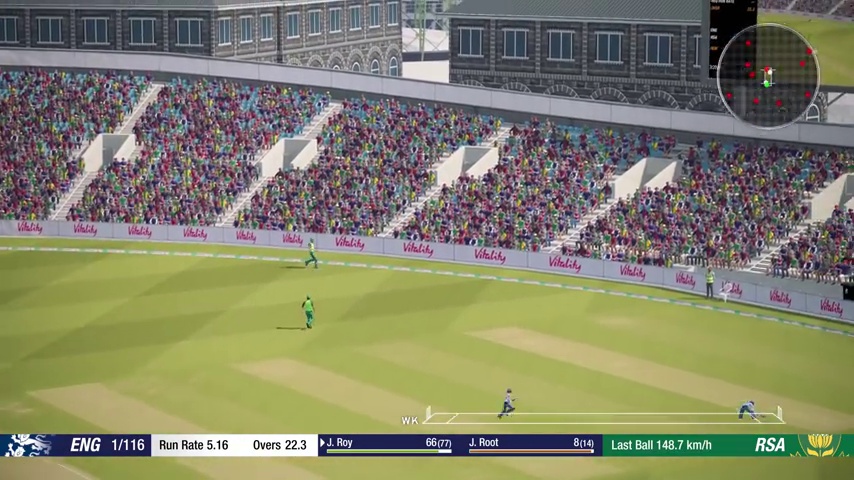 Vitality Vitality Vitality Vitality Vitality Vitality Vitality Vitality Vitality Vitality Vitality Vitality Vitality Vitality
WK
ENG 1/116 Run Rate 5.16 Overs 22.3 J. Roy 66 (77) J. Root 8 (14) Last Ball 148.7 km/h RSA